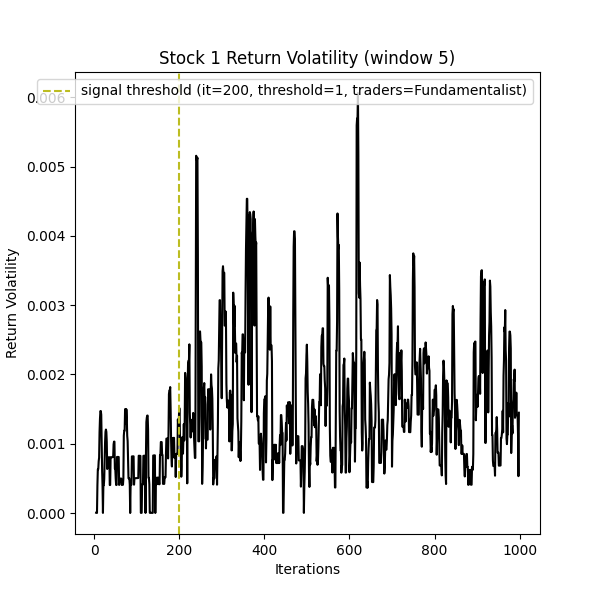 Stock 1 Return Volatility (window 5)
signal threshold (it=200, threshold=1, traders=Fundamentalist)
0.006
0.005
0.004
0.003
0.002
0.001
0.000
Return Volatility
0 200 400 600 800 1000
Iterations